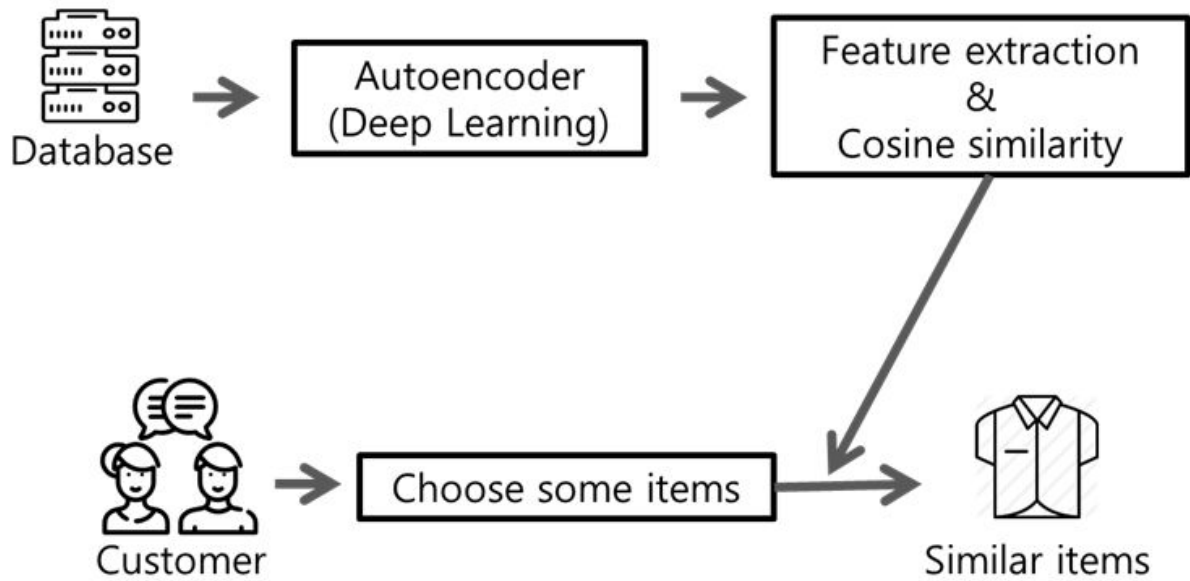 Database
Autoencoder
(Deep Learning)
Feature extraction
&
Cosine similarity
Customer
Choose some items
Similar items